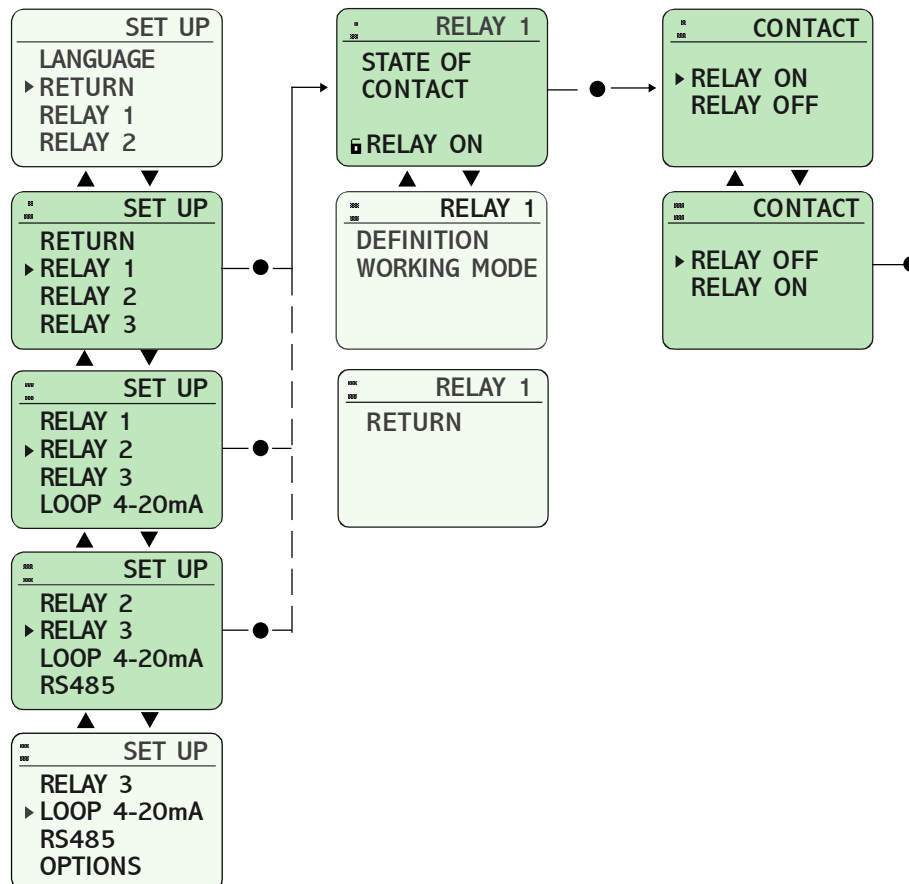 SET UP
LANGUAGE
RETURN
RELAY 1
RELAY 2
SET UP
RETURN
RELAY 1
RELAY 2
RELAY 3
SET UP
RELAY 1
RELAY 2
RELAY 3
LOOP 4-20mA
SET UP
RELAY 2
RELAY 3
LOOP 4-20mA
RS485
SET UP
RELAY 3
LOOP 4-20mA
RS485
OPTIONS
RELAY 1
STATE OF
CONTACT
RELAY ON
RELAY 1
DEFINITION
WORKING MODE
RELAY 1
RETURN
CONTACT
RELAY ON
RELAY OFF
CONTACT
RELAY OFF
RELAY ON